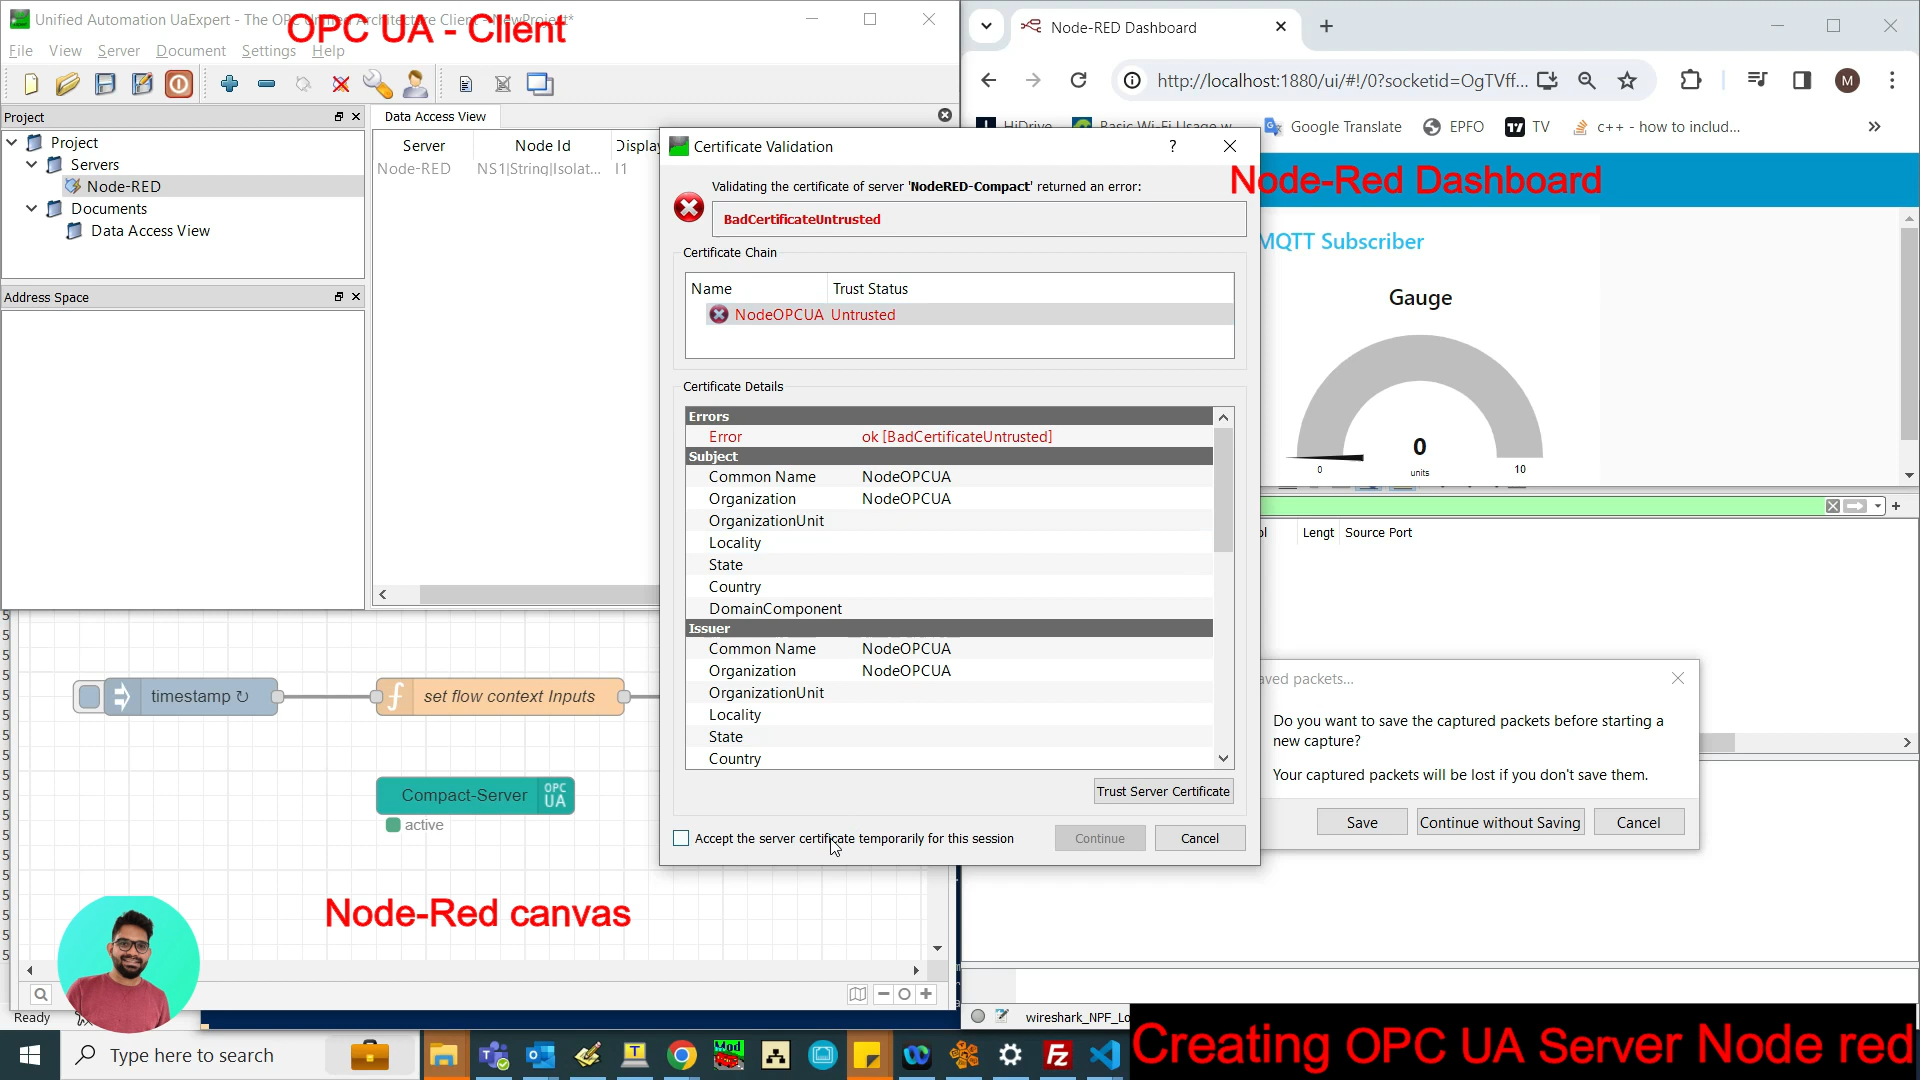 Unified Automation UaExpert - The OPC Unified Architecture Client - NewProject*
OPC UA - Client
File View Server Document Settings Help
Project
Project
Servers
Node-RED
Documents
Data Access View
Address Space
Data Access View
Server Node Id Display
Node-RED NS1|String|Isolat... I1
Certificate Validation
?
Validating the certificate of server 'NodeRED-Compact' returned an error:
BadCertificateUntrusted
Certificate Chain
Name Trust Status
NodeOPCUA Untrusted
Certificate Details
Errors
Error ok [BadCertificateUntrusted]
Subject
Common Name NodeOPCUA
Organization NodeOPCUA
OrganizationUnit
Locality
State
Country
DomainComponent
Issuer
Common Name NodeOPCUA
Organization NodeOPCUA
OrganizationUnit
Locality
State
Country
Trust Server Certificate
Accept the server certificate temporarily for this session
Continue Cancel
Node-RED Dashboard
http://localhost:1880/ui/#!/0?socketid=OgTVff...
M
HiDrive Basic Wi-Fi Usage w Google Translate EPFO TV c++ - how to includ...
Node-Red Dashboard
MQTT Subscriber
Gauge
0
0 units 10
Lengt Source Port
aved packets...
Do you want to save the captured packets before starting a
new capture?
Your captured packets will be lost if you don't save them.
Save Continue without Saving Cancel
timestamp ↻ set flow context Inputs
Compact-Server OPC UA
active
Node-Red canvas
Ready
wireshark_NPF_Lo
Type here to search
Creating OPC UA Server Node red